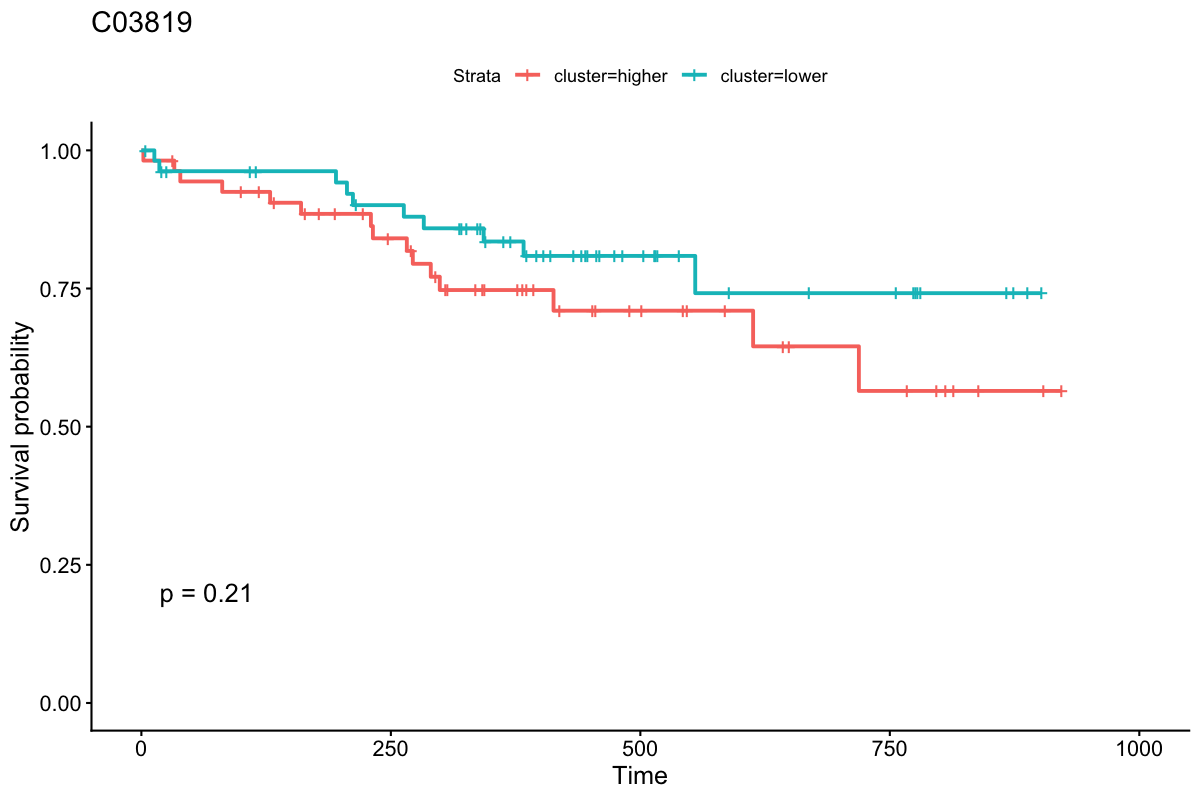 C03819
Strata cluster=higher cluster=lower
1.00
0.75
0.50
0.25
0.00
Survival probability
p = 0.21
0 250 500 750 1000
Time